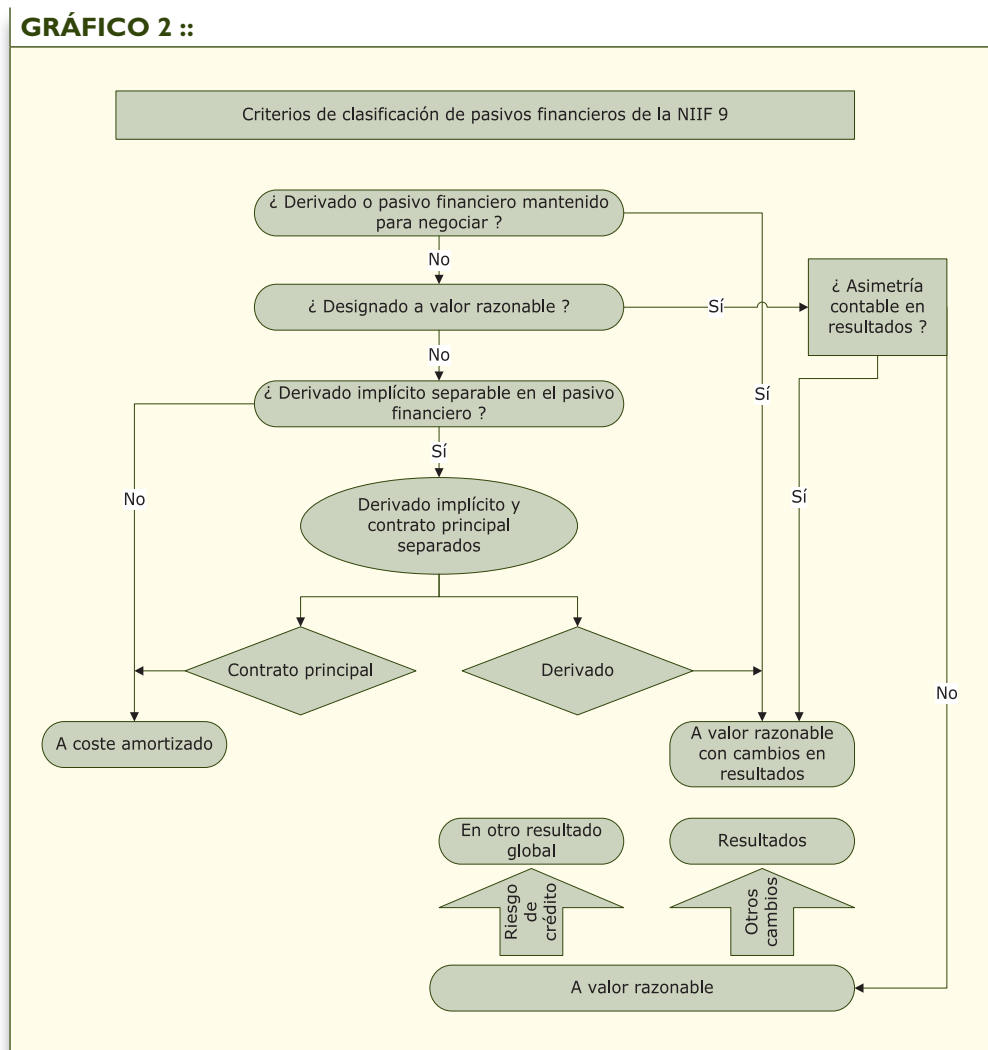 GRÁFICO 2 ::
Criterios de clasificación de pasivos financieros de la NIIF 9
¿ Derivado o pasivo financiero mantenido
para negociar ?
No
¿ Asimetría
contable en
resultados ?
¿ Designado a valor razonable ?
Sí
No
¿ Derivado implícito separable en el pasivo
financiero ?
Sí
Sí
No
Derivado implícito y
contrato principal
separados
Sí
Contrato principal
Derivado
No
A coste amortizado
A valor razonable
con cambios en
resultados
En otro resultado
global
Resultados
Riesgo
de
crédito
Otros
cambios
A valor razonable